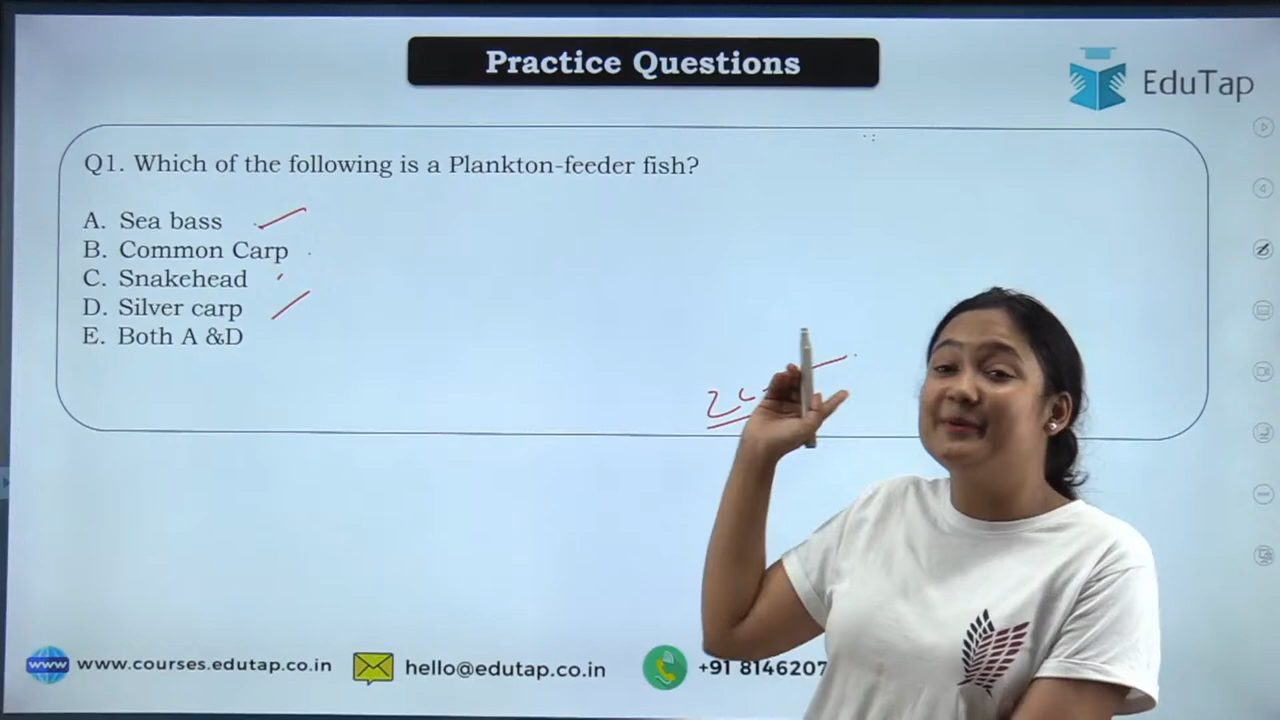 Practice Questions
EduTap
Q1. Which of the following is a Plankton-feeder fish?
A. Sea bass
B. Common Carp
C. Snakehead
D. Silver carp
E. Both A &D
www www.courses.edutap.co.in
hello@edutap.co.in
+91 8146207